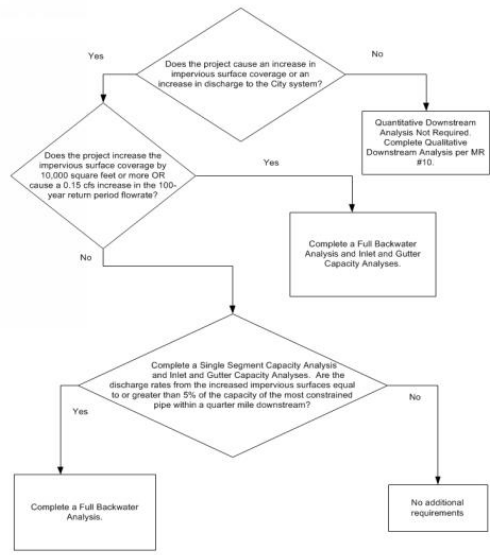 Does the project cause an increase in
impervious surface coverage or an
increase in discharge to the City system?
Yes
No
Quantitative Downstream
Analysis Not Required.
Complete Qualitative
Downstream Analysis per MR
#10.
Does the project increase the
impervious surface coverage by
10,000 square feet or more OR
cause a 0.15 cfs increase in the 100-
year return period flowrate?
Yes
No
Complete a Full Backwater
Analysis and Inlet and Gutter
Capacity Analyses.
Complete a Single Segment Capacity Analysis
and Inlet and Gutter Capacity Analyses. Are the
discharge rates from the increased impervious surfaces equal
to or greater than 5% of the capacity of the most constrained
pipe within a quarter mile downstream?
Yes
No
Complete a Full Backwater
Analysis.
No additional
requirements